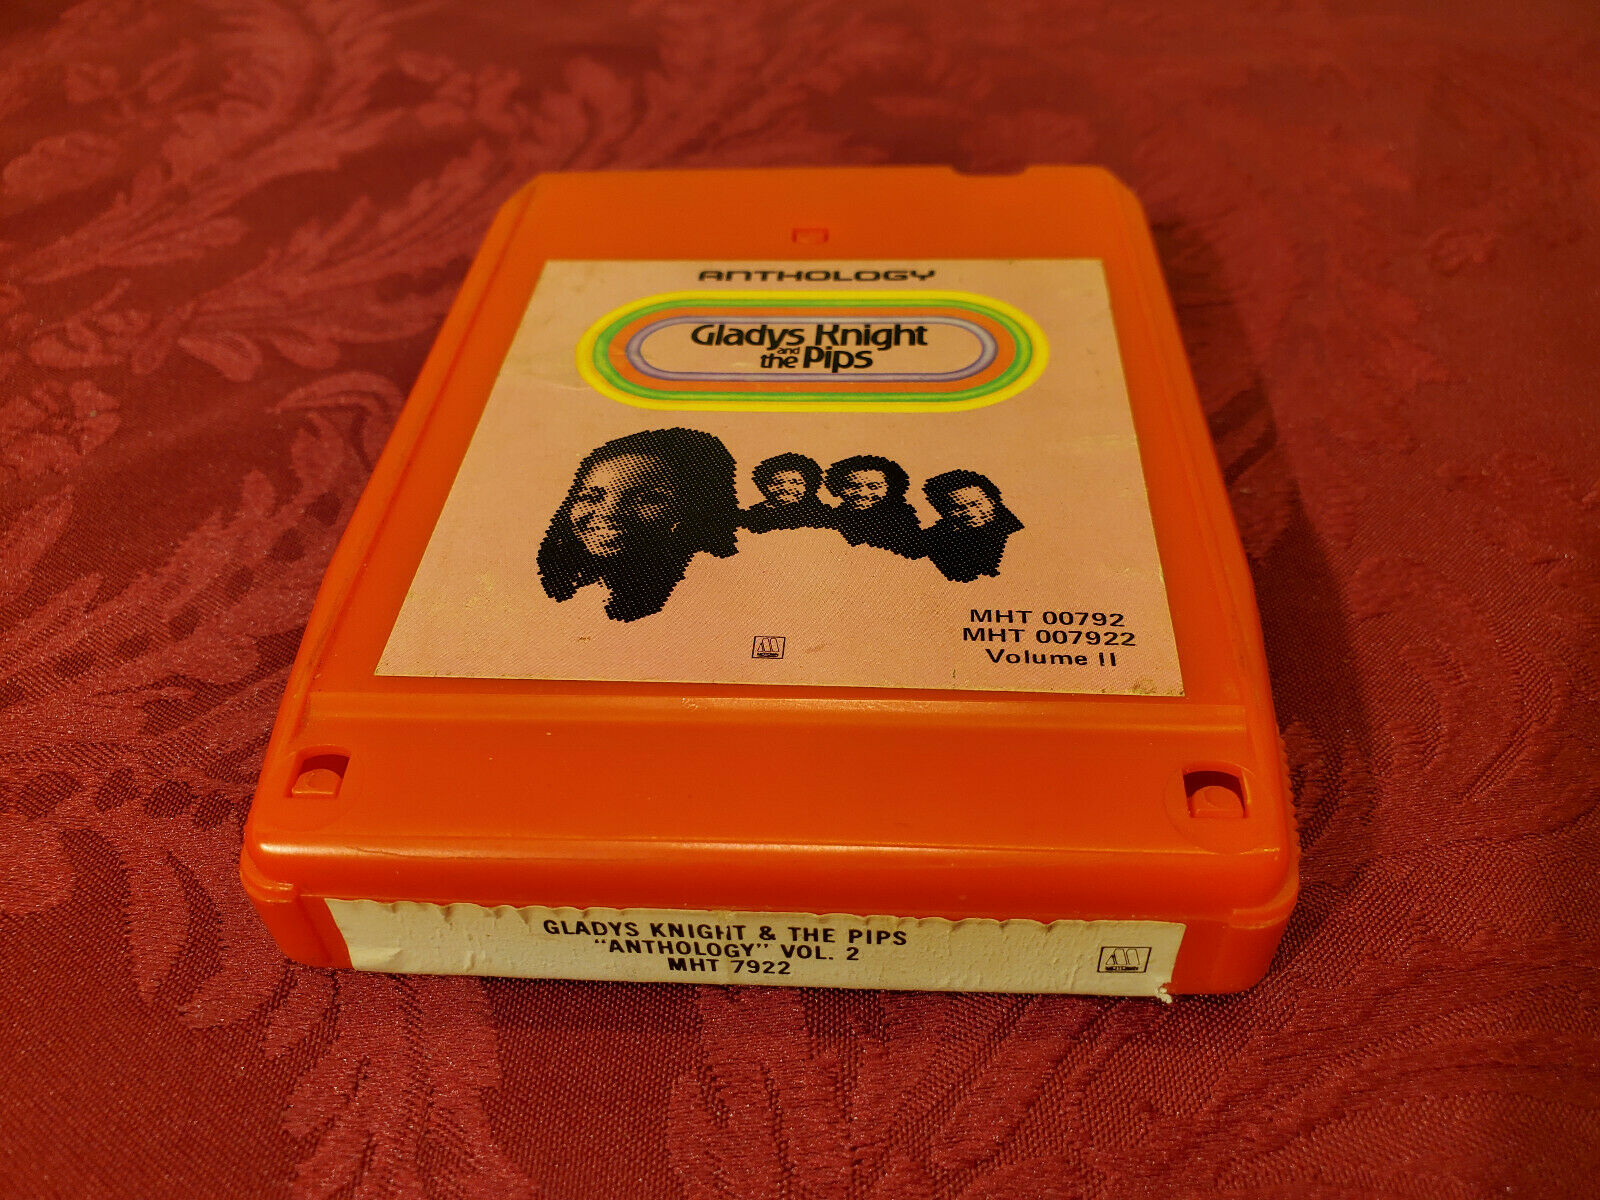 ANTHOLOGY
Gladys Knight
and
the Pips
MHT 00792
MHT 007922
Volume II
GLADYS KNIGHT & THE PIPS
"ANTHOLOGY" VOL. 2
MHT 7922